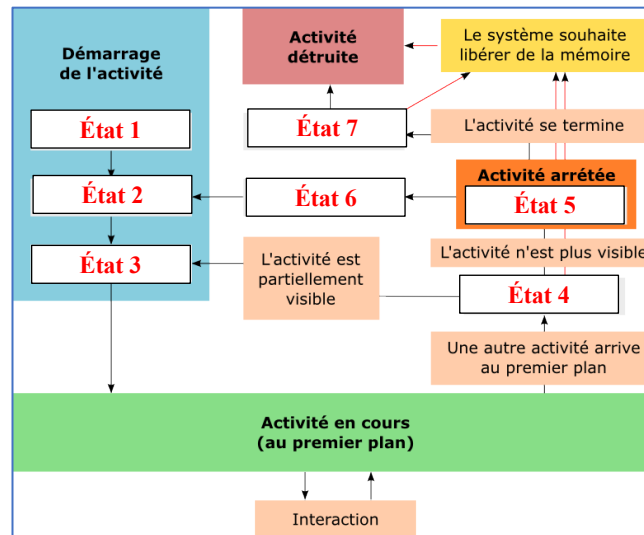 Démarrage
de l'activité
Activité
détruite
Le système souhaite
libérer de la mémoire
État 1
État 7
L'activité se termine
État 2
État 6
Activité arrétée
État 5
État 3
L'activité est
partiellement
visible
L'activité n'est plus visible
État 4
Une autre activité arrive
au premier plan
Activité en cours
(au premier plan)
Interaction